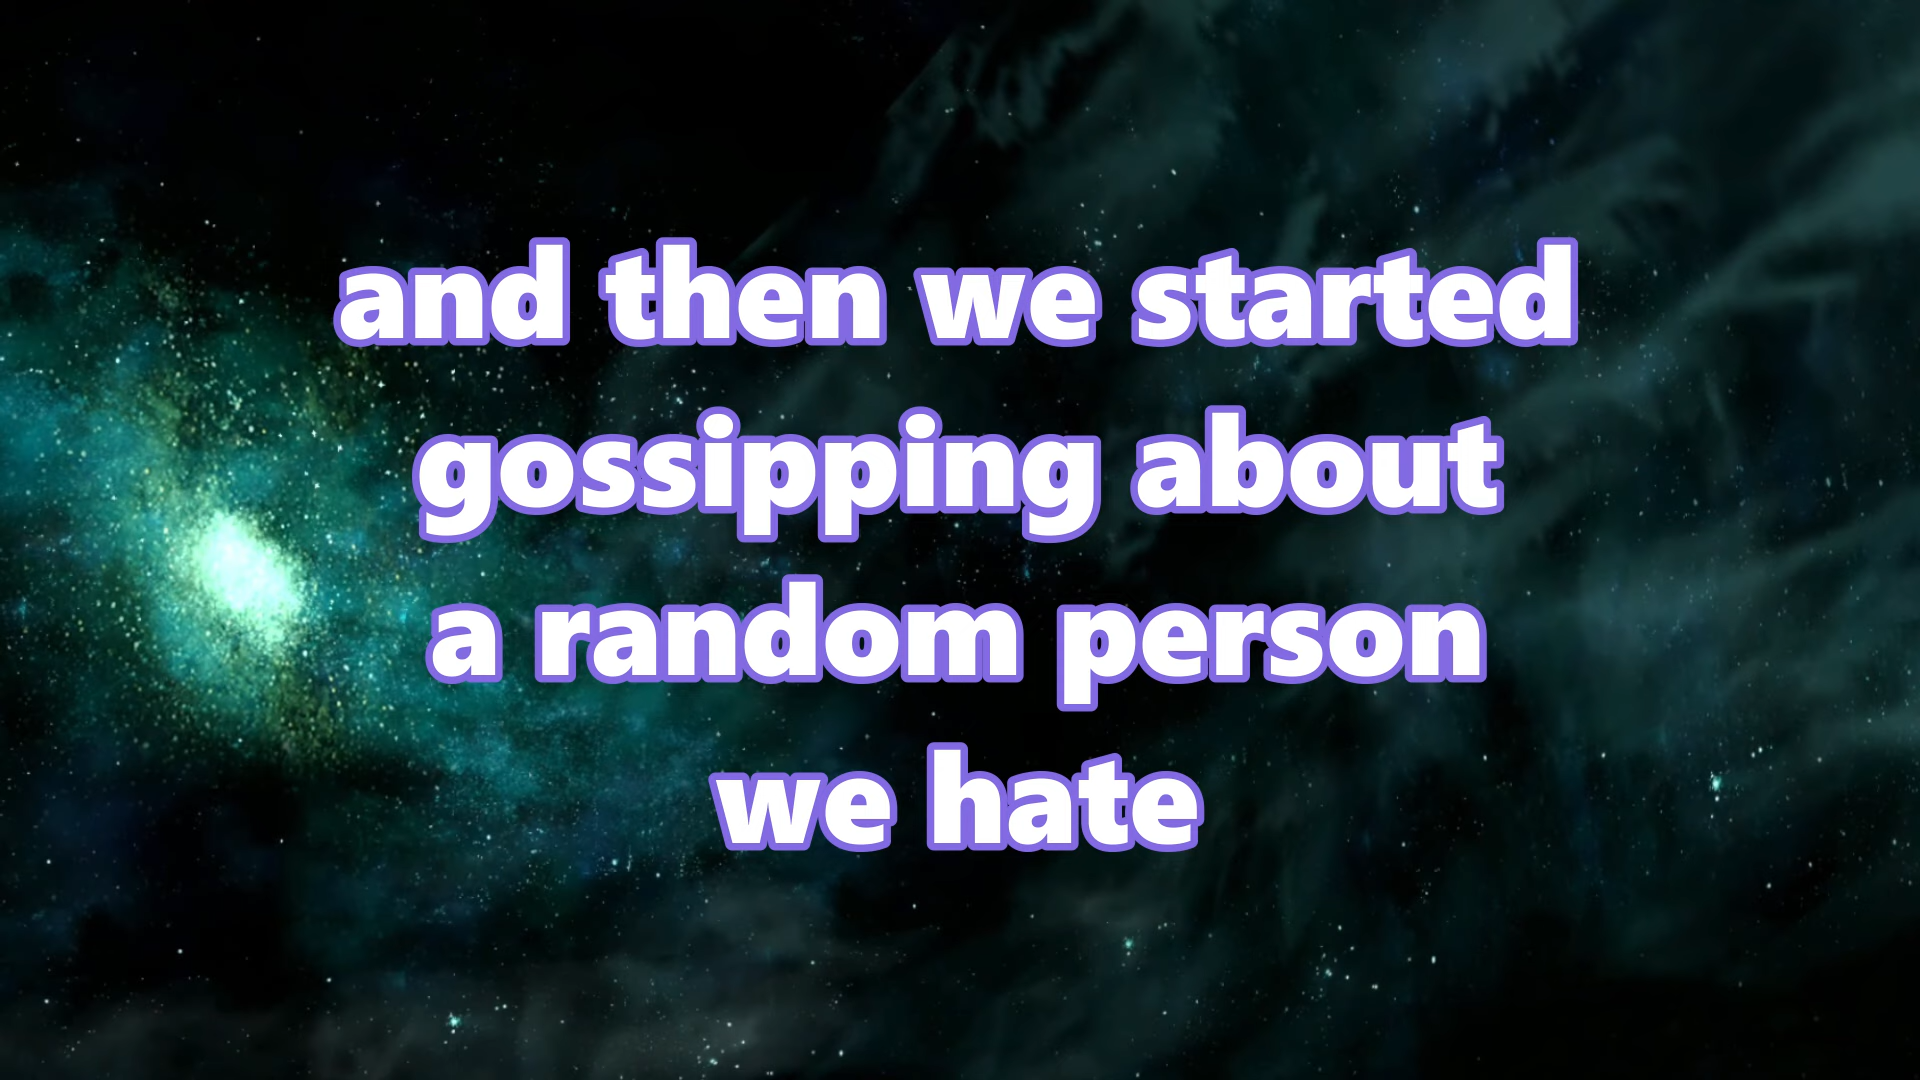 and then we started
gossipping about
a random person
we hate